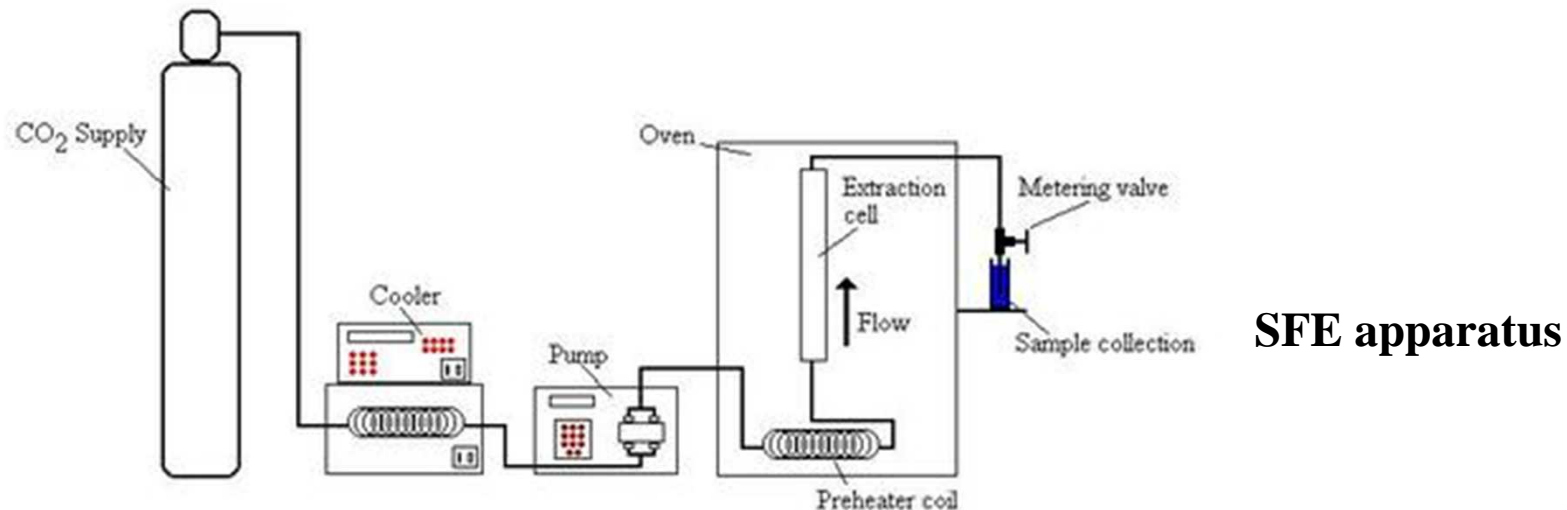 CO2 Supply
Cooler
Pump
Oven
Extraction
cell
Flow
Metering valve
Sample collection
Preheater coil
SFE apparatus